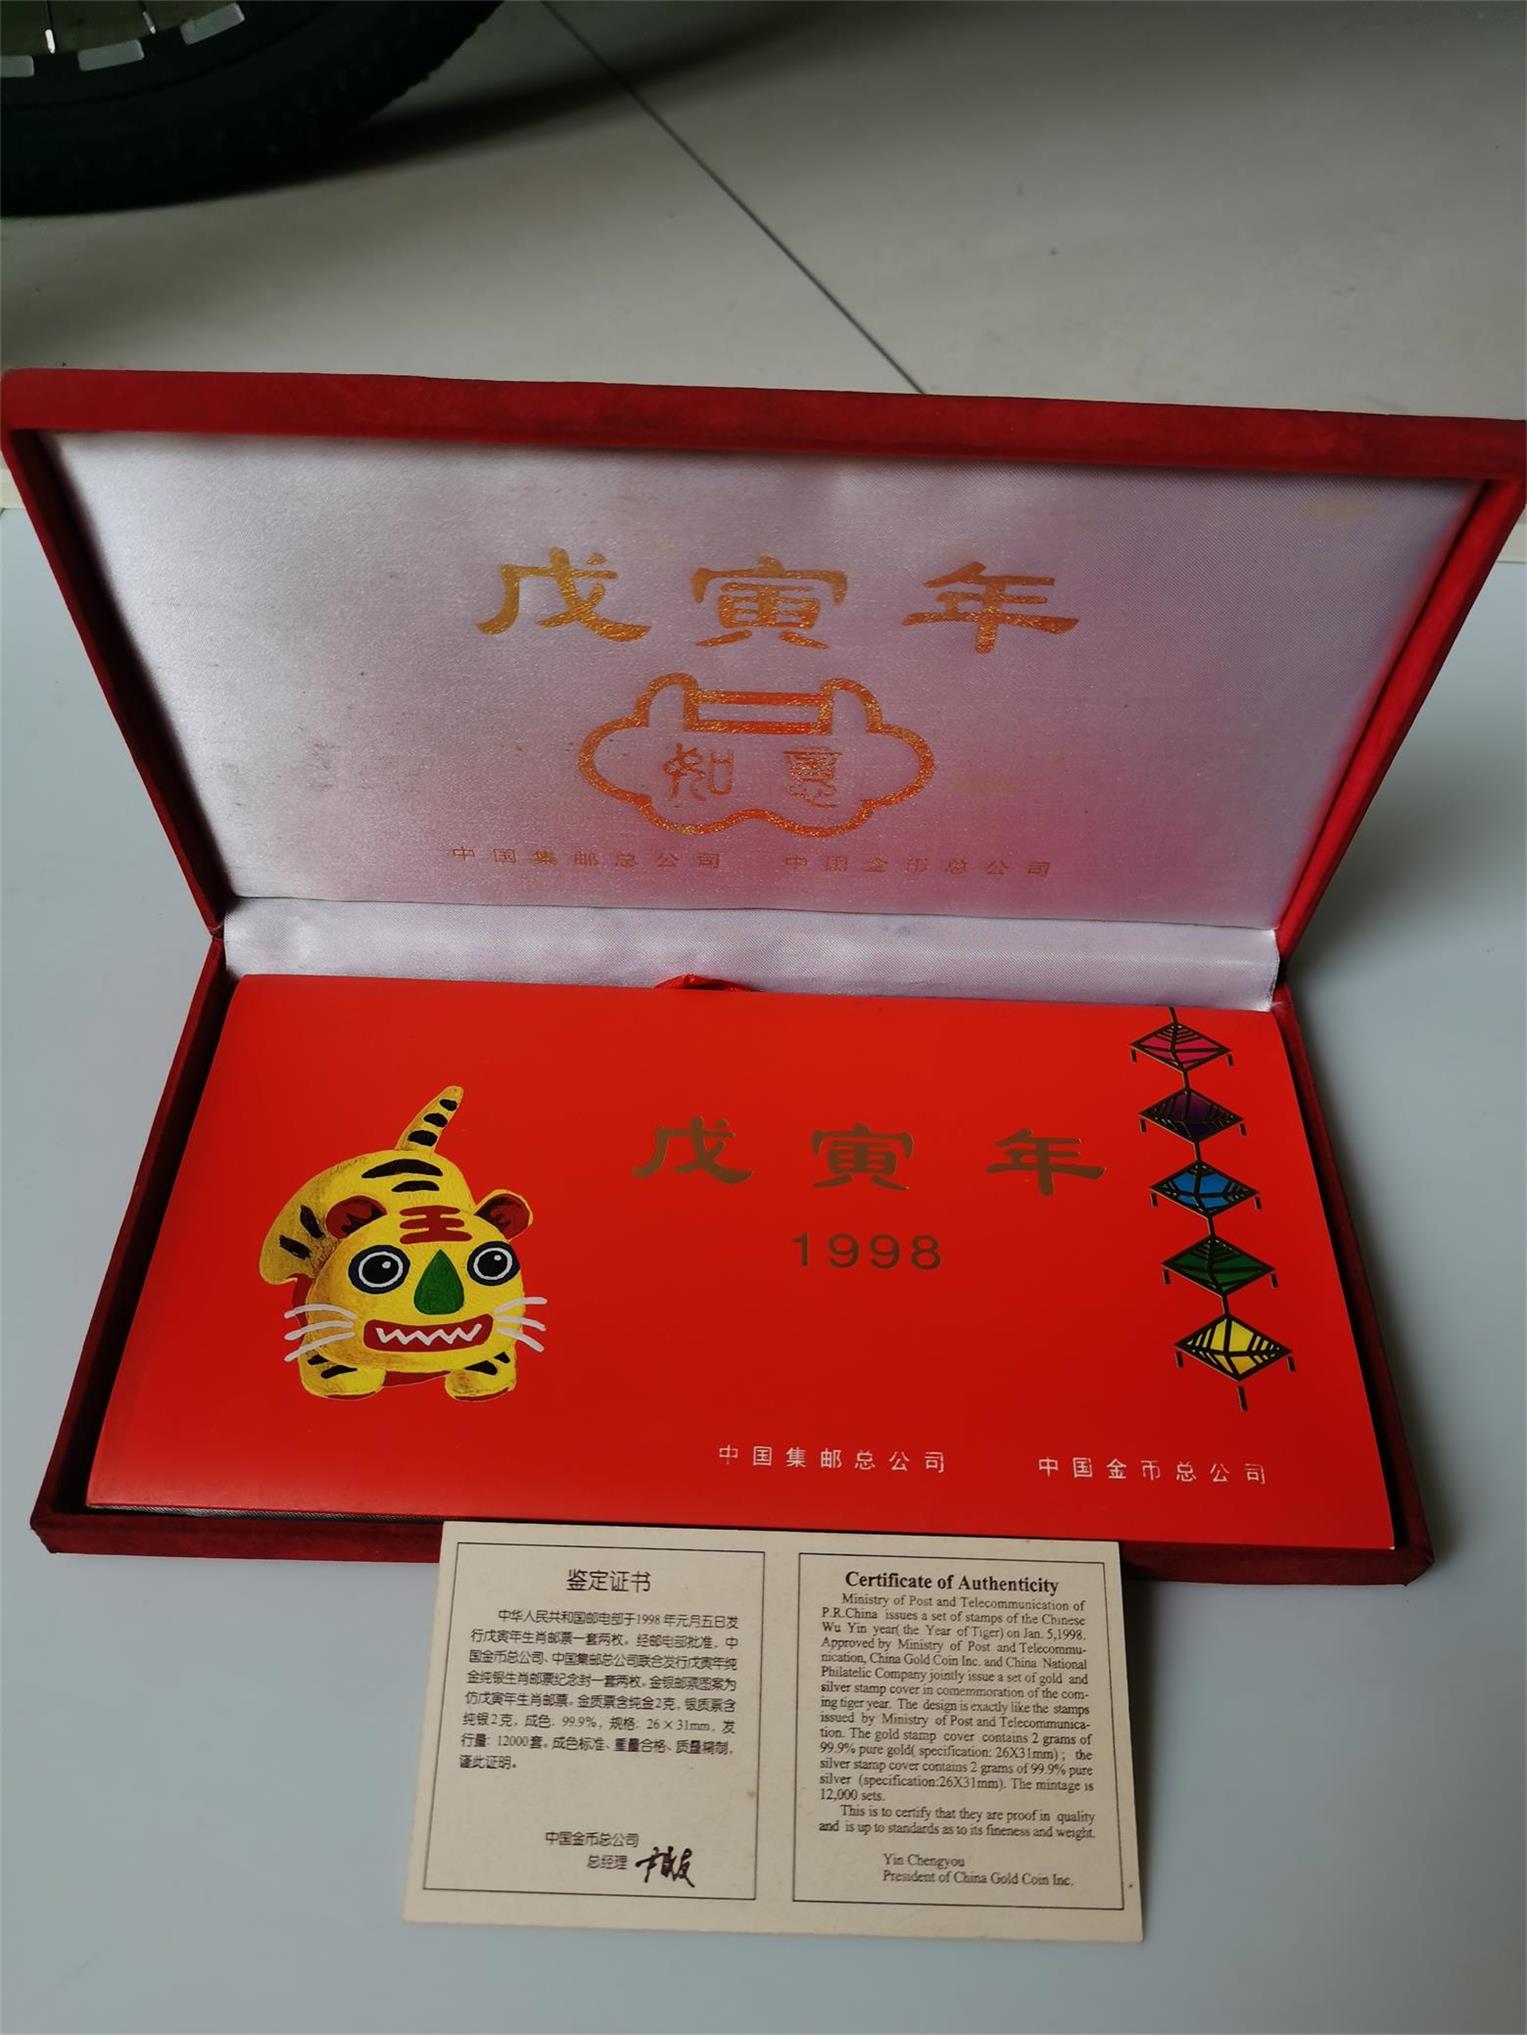 戊寅年
如意
中国集邮总公司 中国金币总公司
王
戊寅年
1998
中国集邮总公司 中国金币总公司
鉴定证书
中华人民共和国邮电部于1998年元月五日发
行戊寅年生肖邮票一套两枚。经邮电部批准，中
国金币总公司、中国集邮总公司联合发行戊寅年纯
金纯银生肖邮票纪念封一套两枚。金银邮票图案为
仿戊寅年生肖邮票。金质票含纯金2克，银质票含
纯银2克，成色. 99.9%，规格. 26×31mm，发
行量: 12000套。成色标准、重量合格、质量精制，
谨此证明。
中国金币总公司
总经理
Certificate of Authenticity
Ministry of Post and Telecommunication of
P.R.China issues a set of stamps of the Chinese
Wu Yin year( the Year of Tiger) on Jan. 5,1998.
Approved by Ministry of Post and Telecommu-
nication, China Gold Coin Inc. and China National
Philatelic Company jointly issue a set of gold and
silver stamp cover in comemmoration of the com-
ing tiger year. The design is exactly like the stamps
issued by Ministry of Post and Telecommunica-
tion. The gold stamp cover contains 2 grams of
99.9% pure gold( specification: 26X31mm) ; the
silver stamp cover contains 2 grams of 99.9% pure
silver (specification:26X31mm). The mintage is
12,000 sets.
This is to certify that they are proof in quality
and is up to standards as to its fineness and weight.
Yin Chengyou
President of China Gold Coin Inc.